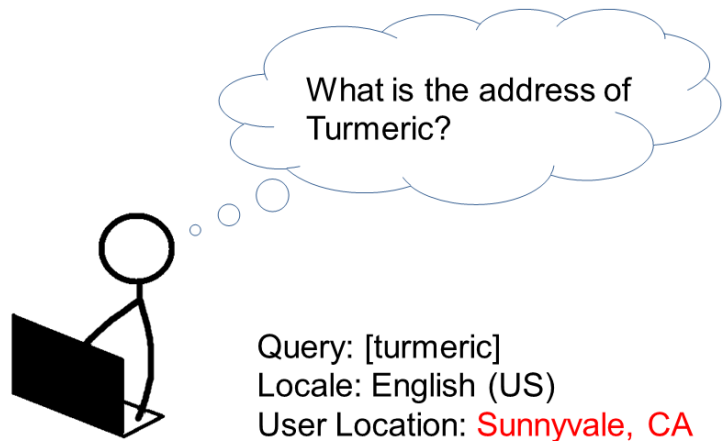 What is the address of
Turmeric?
Query: [turmeric]
Locale: English (US)
User Location: Sunnyvale, CA